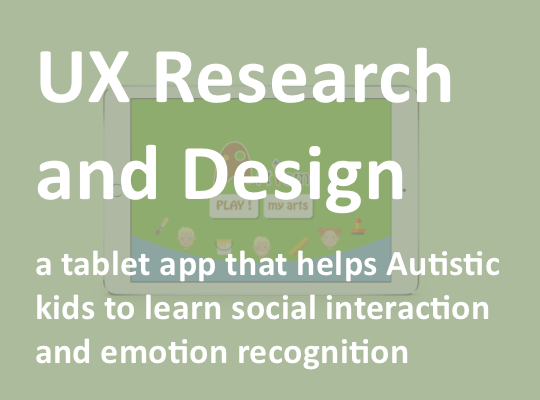 UX Research
and Design
PLAY ! my arts
a tablet app that helps Autistic
kids to learn social interaction
and emotion recognition